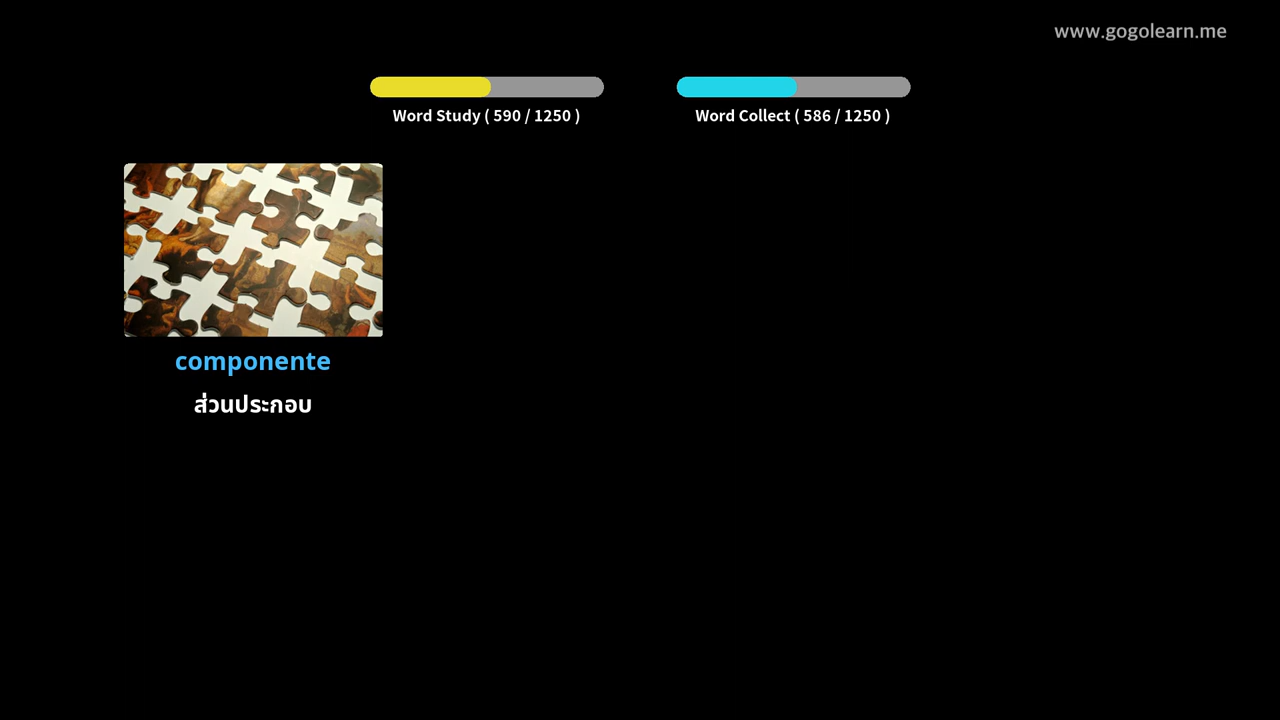 www.gogolearn.me
Word Study ( 590 / 1250 )
Word Collect ( 586 / 1250 )
componente
ส่วนประกอบ